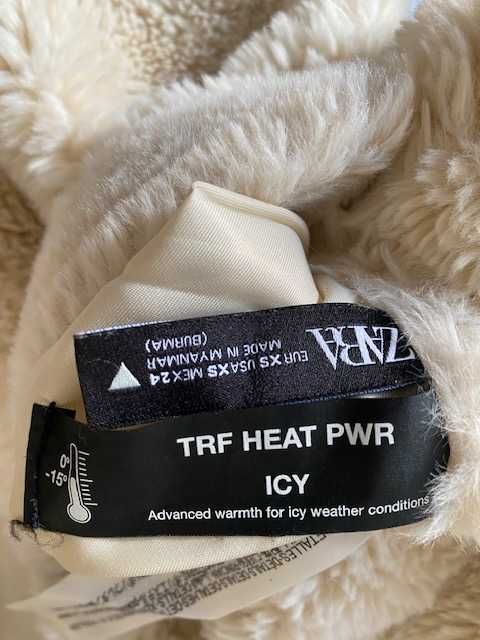 ZARA
EUR XS USA XS MEX 24
MADE IN MYANMAR
(BURMA)
TRF HEAT PWR
ICY
0°
-15°
Advanced warmth for icy weather conditions